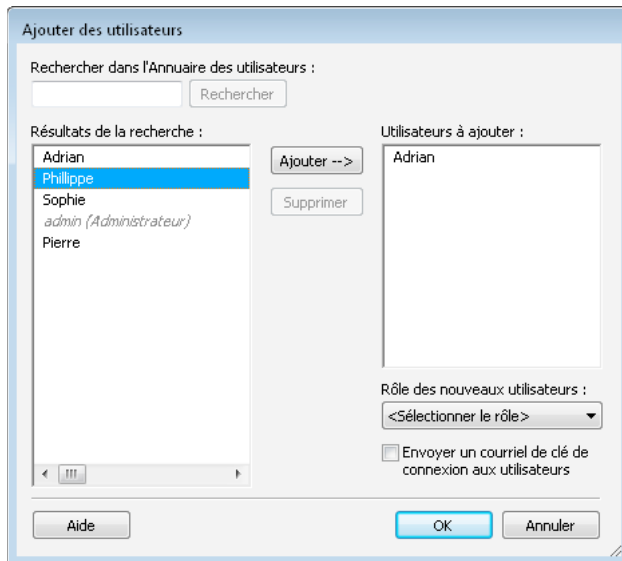 Ajouter des utilisateurs
Rechercher dans l'Annuaire des utilisateurs :
Rechercher
Résultats de la recherche :
Adrian
Phillippe
Sophie
admin (Administrateur)
Pierre
Ajouter -->
Supprimer
Utilisateurs à ajouter :
Adrian
Rôle des nouveaux utilisateurs :
<Sélectionner le rôle>
Envoyer un courriel de clé de
connexion aux utilisateurs
Aide
OK
Annuler